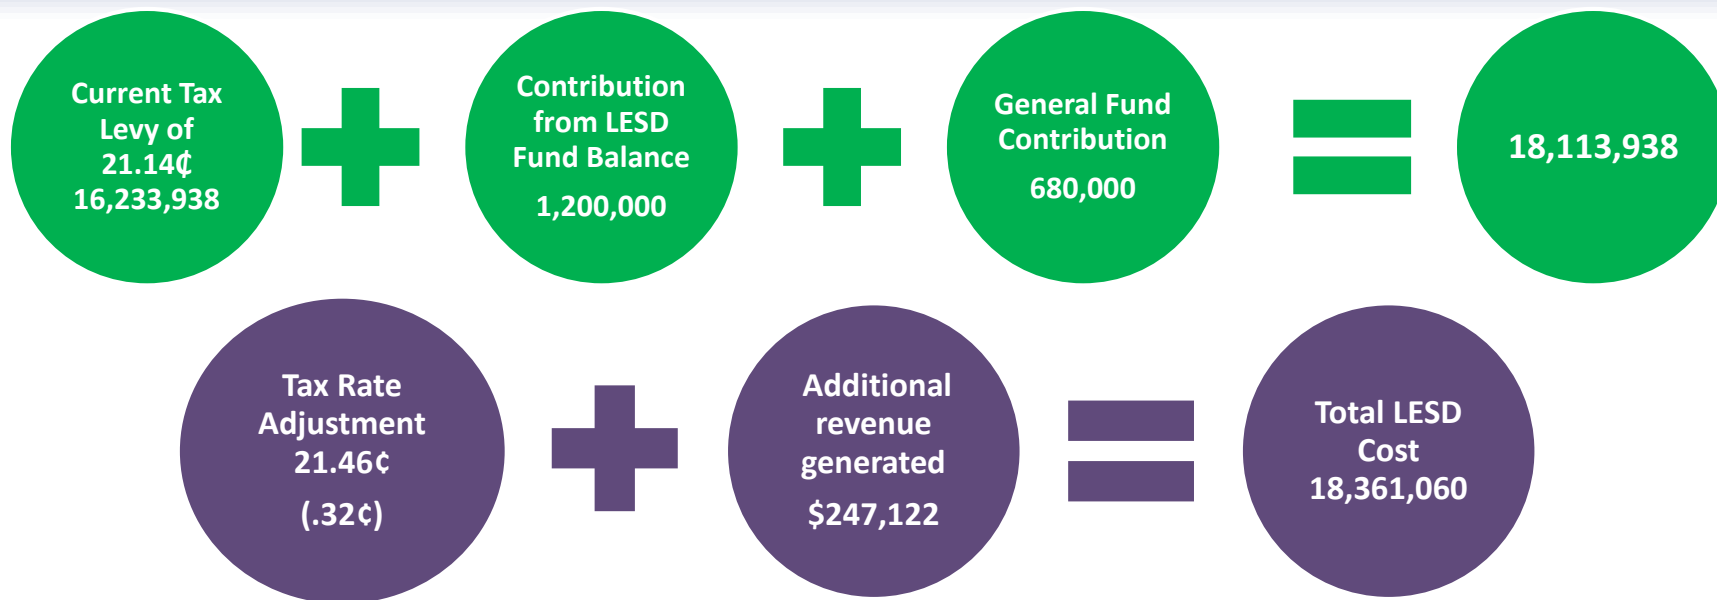 Current Tax
Levy of
21.14¢
16,233,938
Contribution
from LESD
Fund Balance
1,200,000
General Fund
Contribution
680,000
18,113,938
Tax Rate
Adjustment
21.46¢
(.32¢)
Additional
revenue
generated
$247,122
Total LESD
Cost
18,361,060